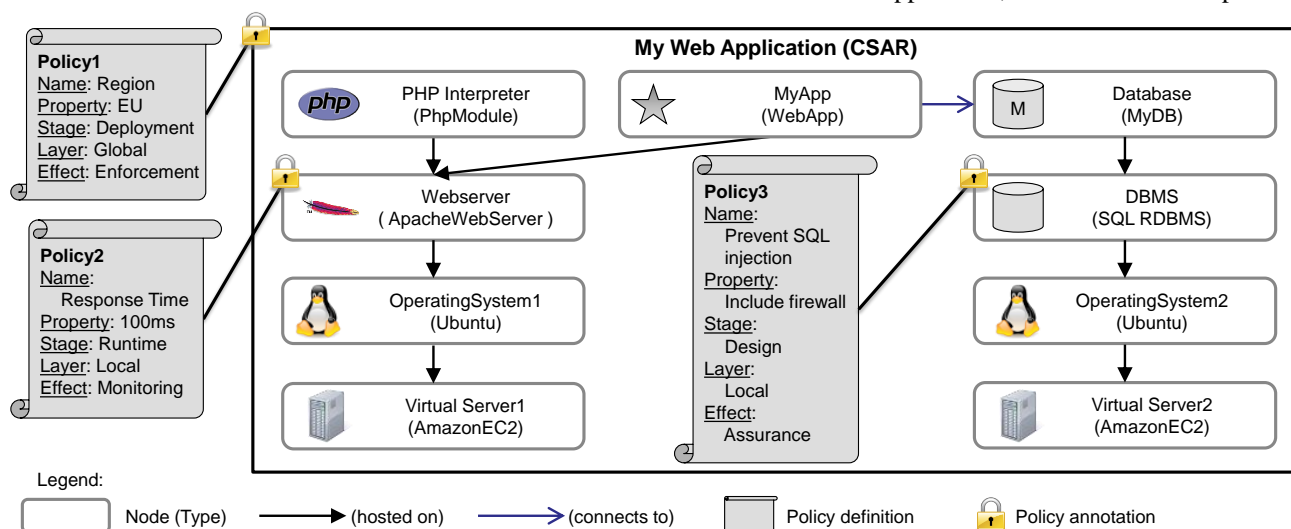 My Web Application (CSAR)
Policy1
Name: Region
Property: EU
Stage: Deployment
Layer: Global
Effect: Enforcement
Policy2
Name:
Response Time
Property: 100ms
Stage: Runtime
Layer: Local
Effect: Monitoring
php
PHP Interpreter
(PhpModule)
MyApp
(WebApp)
M
Database
(MyDB)
Webserver
( ApacheWebServer )
Policy3
Name:
Prevent SQL
injection
Property:
Include firewall
Stage:
Design
Layer:
Local
Effect:
Assurance
DBMS
(SQL RDBMS)
OperatingSystem1
(Ubuntu)
OperatingSystem2
(Ubuntu)
Virtual Server1
(AmazonEC2)
Virtual Server2
(AmazonEC2)
Legend:
Node (Type)
(hosted on)
(connects to)
Policy definition
Policy annotation